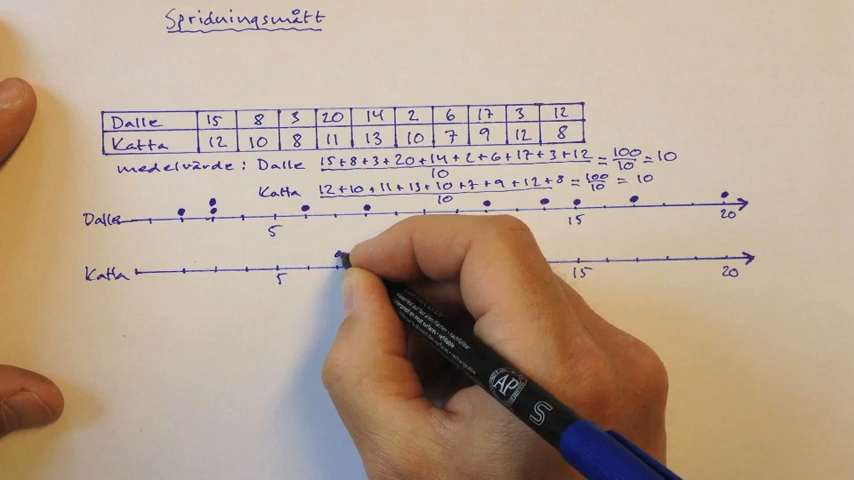 Spridningsmått
Dalle 15 8 3 20 14 2 6 17 3 12
Katta 12 10 8 11 13 10 7 9 12 8
medelvärde: Dalle 15+8+3+20+14+2+6+17+3+12/10 = 100/10 = 10
Katta 12+10+11+13+10+7+9+12+8/10 = 100/10 = 10
Dalle 5 15 20
Katta 5 15 20
AP S